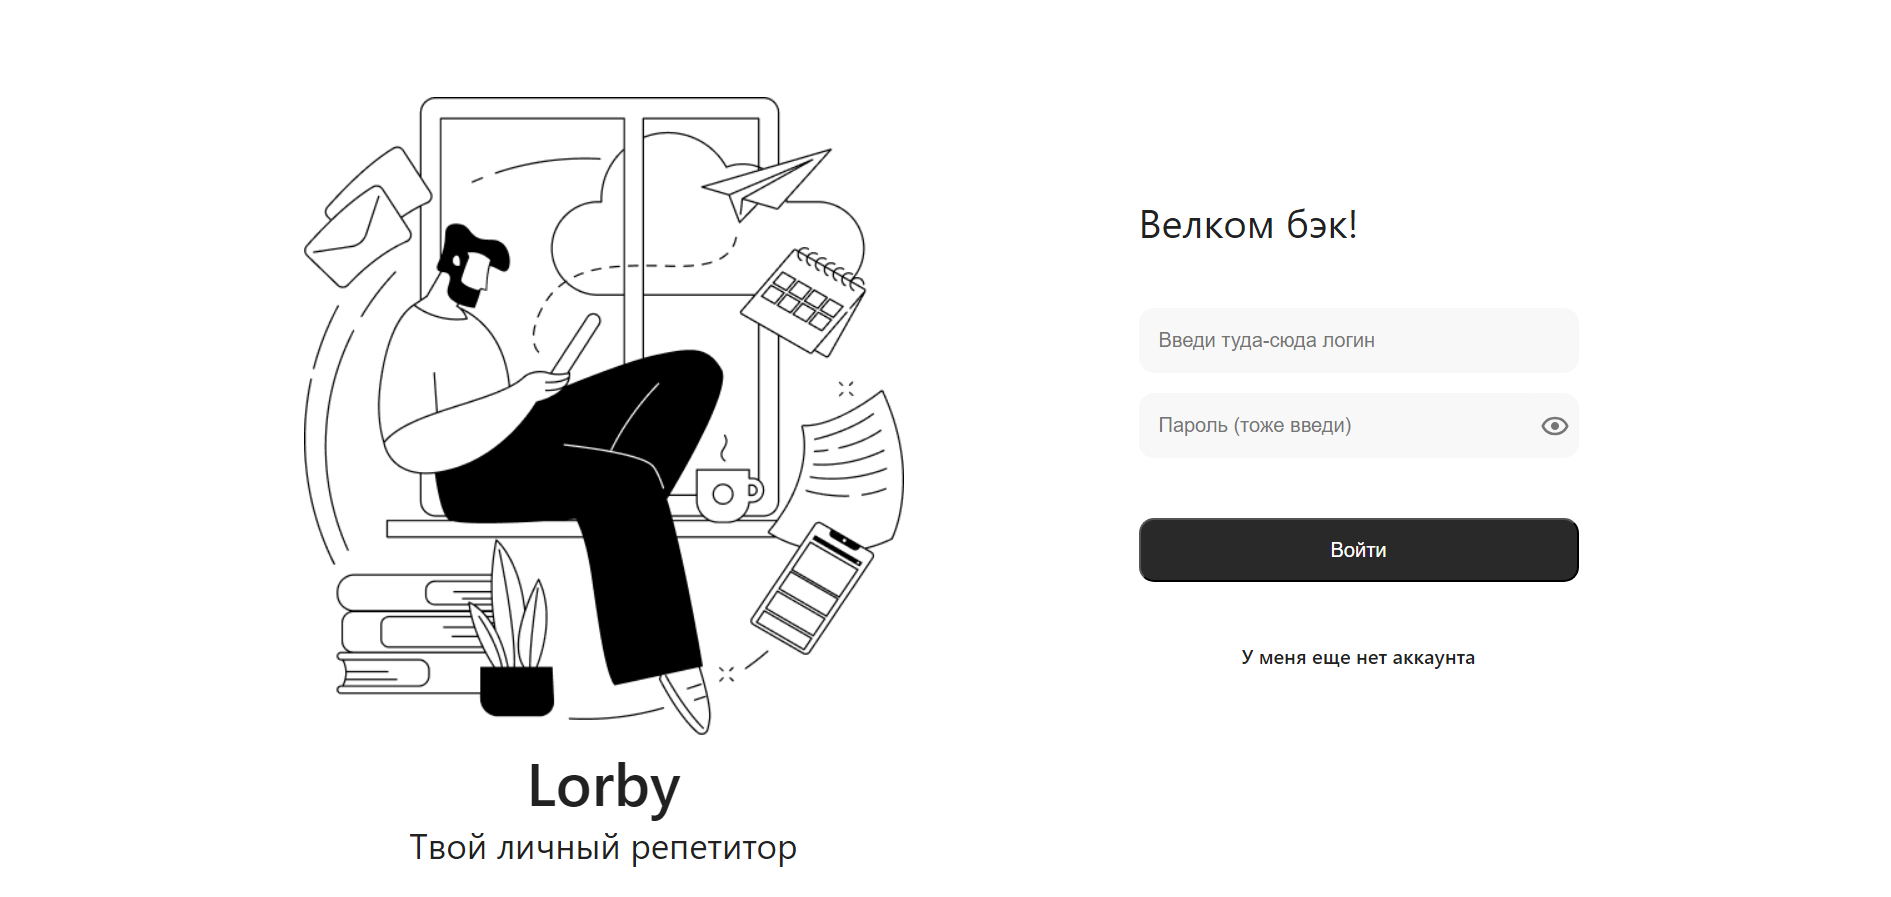 Lorby
Твой личный репетитор
Велком бэк!
Введи туда-сюда логин
Пароль (тоже введи)
Войти
У меня еще нет аккаунта